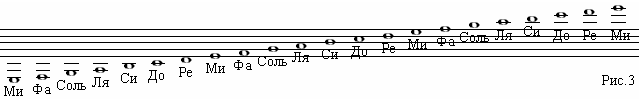 Ми Фа Соль Ля Си До Ре Ми Фа Соль Ля Си До Ре Ми Фа Соль Ля Си До Ре Ми
Рис.3